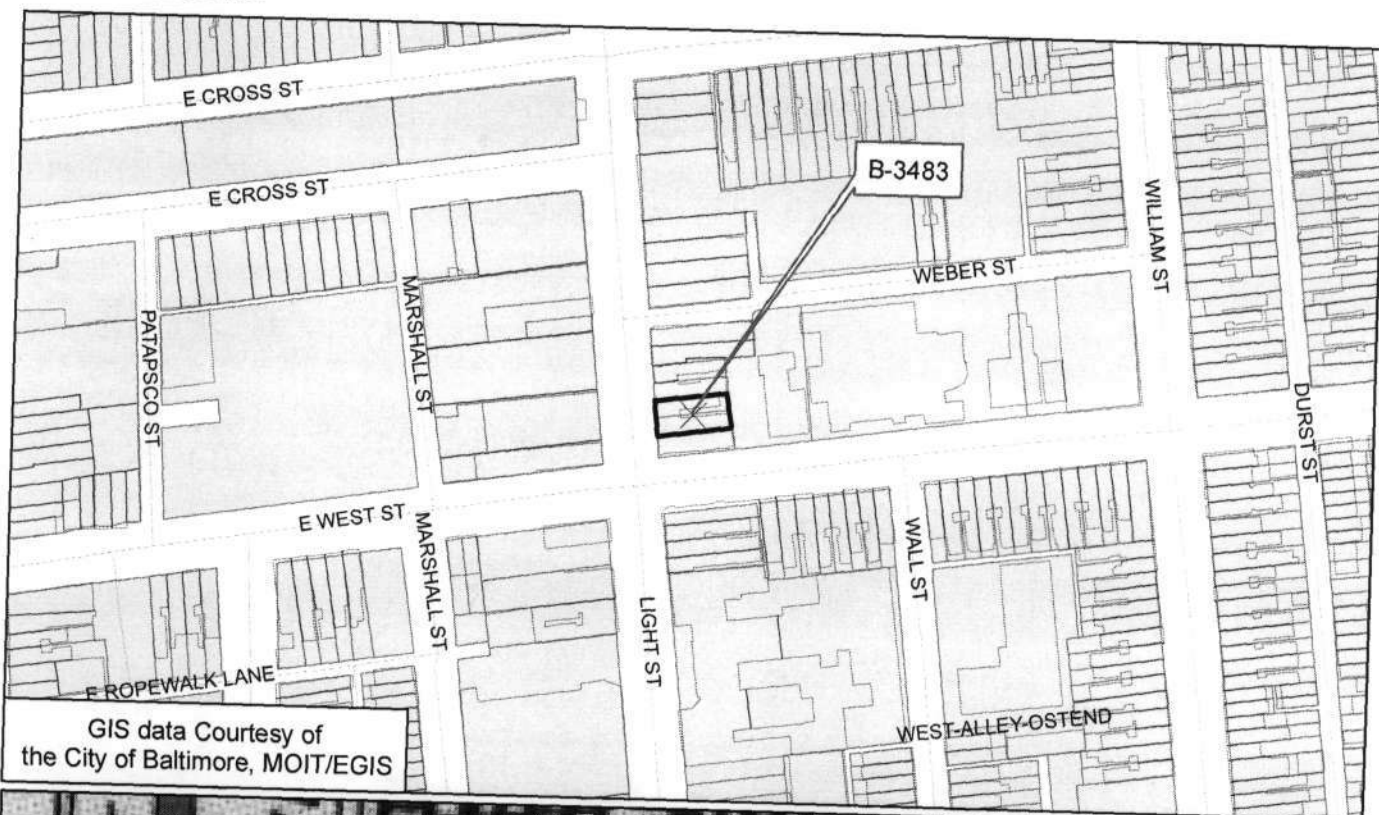 E CROSS ST
E CROSS ST
B-3483
WILLIAM ST
WEBER ST
MARSHALL ST
PATAPSCO ST
DURST ST
E WEST ST
MARSHALL ST
WALL ST
LIGHT ST
E ROPEWALK LANE
WEST-ALLEY-OSTEND
GIS data Courtesy of
the City of Baltimore, MOIT/EGIS